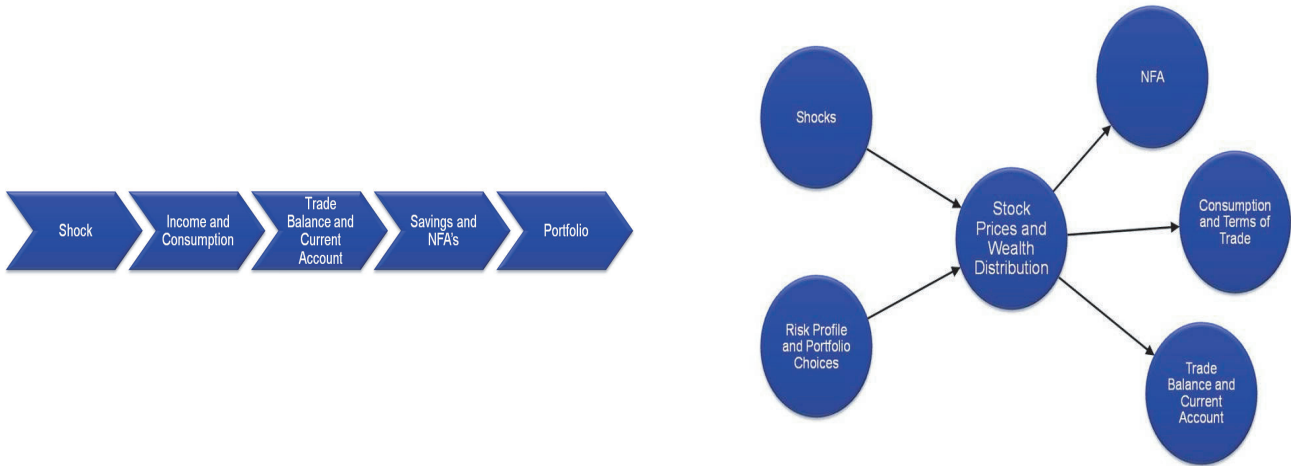 Shock
Income and
Consumption
Trade
Balance and
Current
Account
Savings and
NFA's
Portfolio
Shocks
Risk Profile
and Portfolio
Choices
Stock
Prices and
Wealth
Distribution
NFA
Consumption
and Terms of
Trade
Trade
Balance and
Current
Account